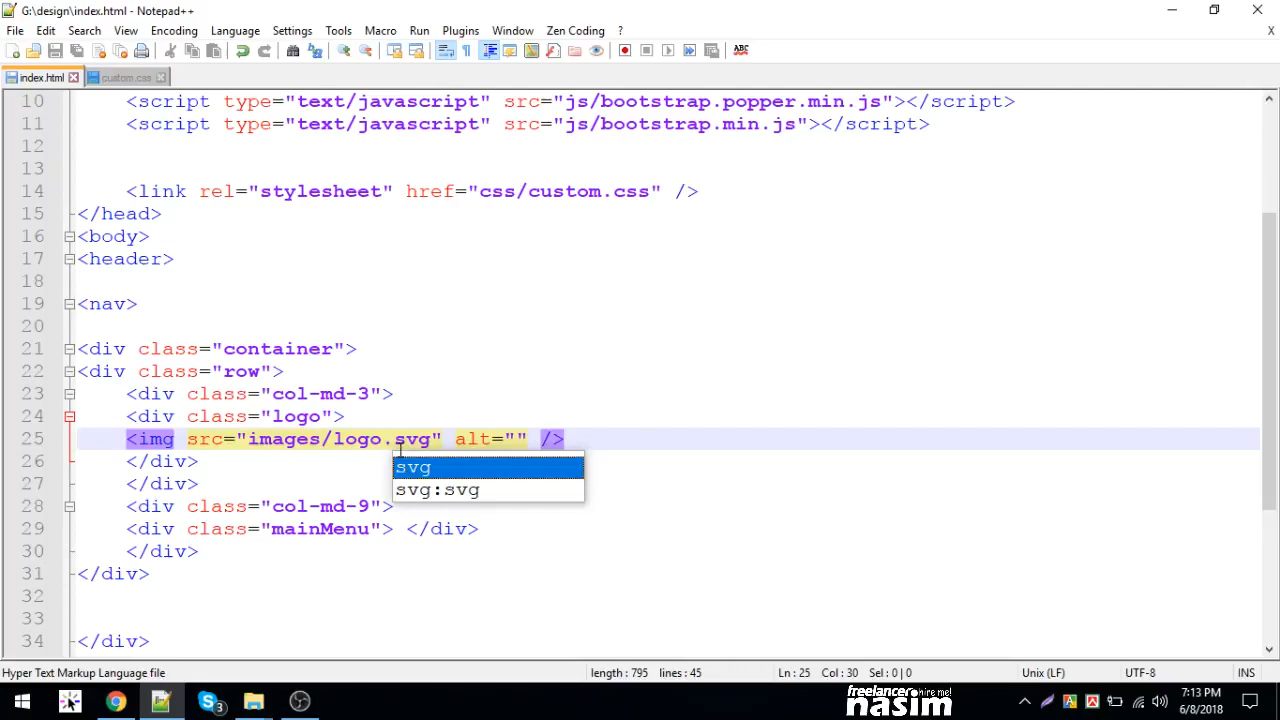 G:\design\index.html - Notepad++
File Edit Search View Encoding Language Settings Tools Macro Run Plugins Window Zen Coding ? X
index.html custom.css
10 <script type="text/javascript" src="js/bootstrap.popper.min.js"></script>
11 <script type="text/javascript" src="js/bootstrap.min.js"></script>
12
13
14 <link rel="stylesheet" href="css/custom.css" />
15 </head>
16 <body>
17 <header>
18
19 <nav>
20
21 <div class="container">
22 <div class="row">
23 <div class="col-md-3">
24 <div class="logo">
25 <img src="images/logo.svg" alt="" />
26 </div>
svg
27 </div>
svg:svg
28 <div class="col-md-9">
29 <div class="mainMenu"> </div>
30 </div>
31 </div>
32
33
34 </div>
Hyper Text Markup Language file length : 795 lines : 45 Ln : 25 Col : 30 Sel : 0 | 0 Unix (LF) UTF-8 INS
freelancer hire me!
nasim
3
7:13 PM
6/8/2018